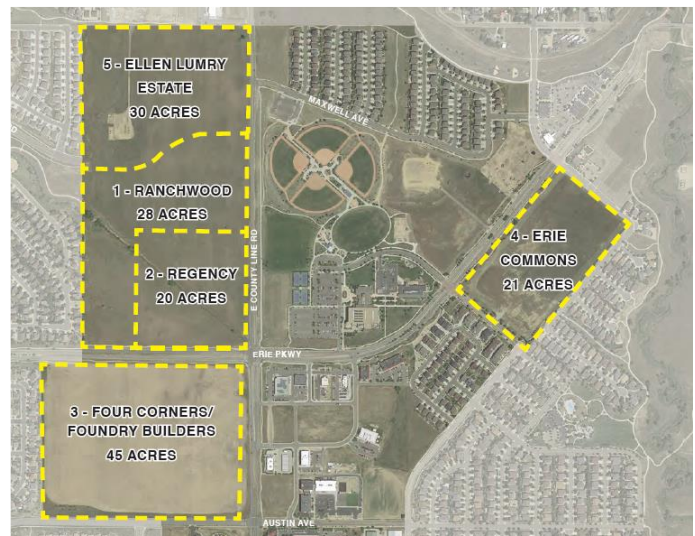 5 - ELLEN LUMRY
ESTATE
30 ACRES
MAXWELL AVE
1 - RANCHWOOD
28 ACRES
4 - ERIE
COMMONS
21 ACRES
2 - REGENCY
20 ACRES
E COUNTY LINE RD
ERIE PKWY
3 - FOUR CORNERS/
FOUNDRY BUILDERS
45 ACRES
AUSTIN AVE